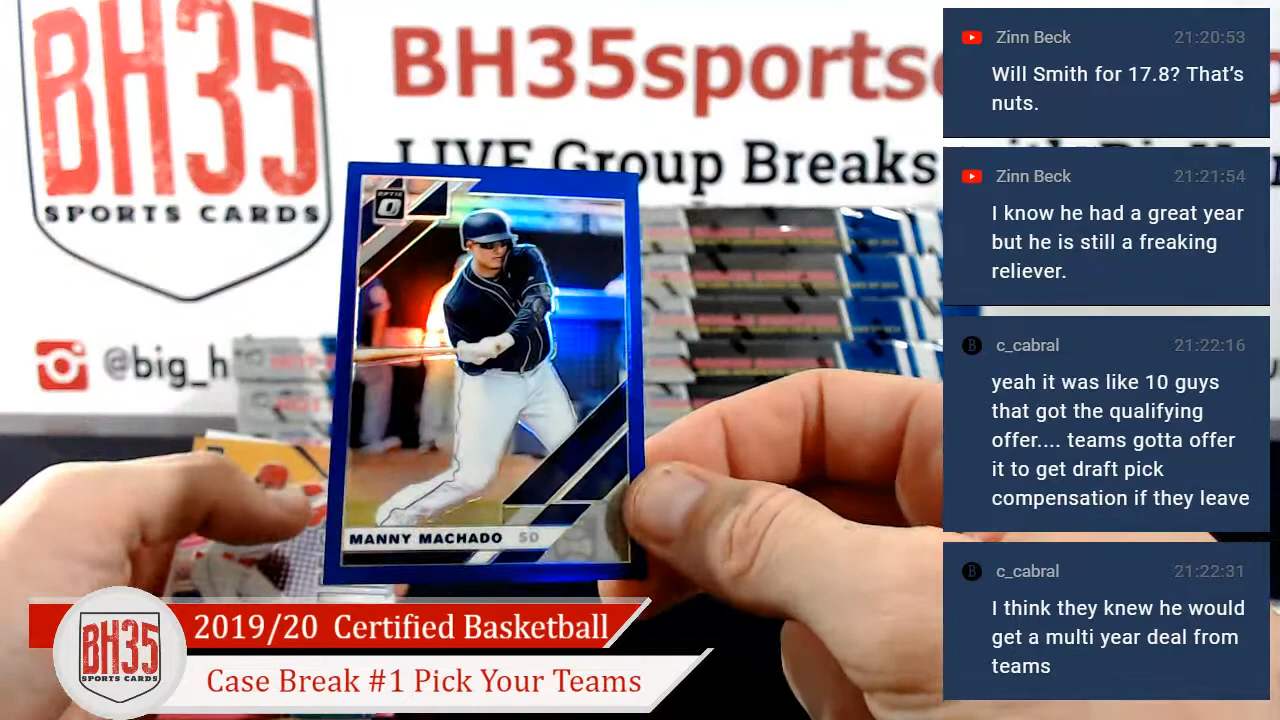 BH35
SPORTS CARDS
BH35sportsc
LIVE Group Breaks
@big_h
OPTIC
MANNY MACHADO SD
BH35
SPORTS CARDS
2019/20 Certified Basketball
Case Break #1 Pick Your Teams
Zinn Beck 21:20:53
Will Smith for 17.8? That’s
nuts.
Zinn Beck 21:21:54
I know he had a great year
but he is still a freaking
reliever.
c_cabral 21:22:16
yeah it was like 10 guys
that got the qualifying
offer.... teams gotta offer
it to get draft pick
compensation if they leave
c_cabral 21:22:31
I think they knew he would
get a multi year deal from
teams